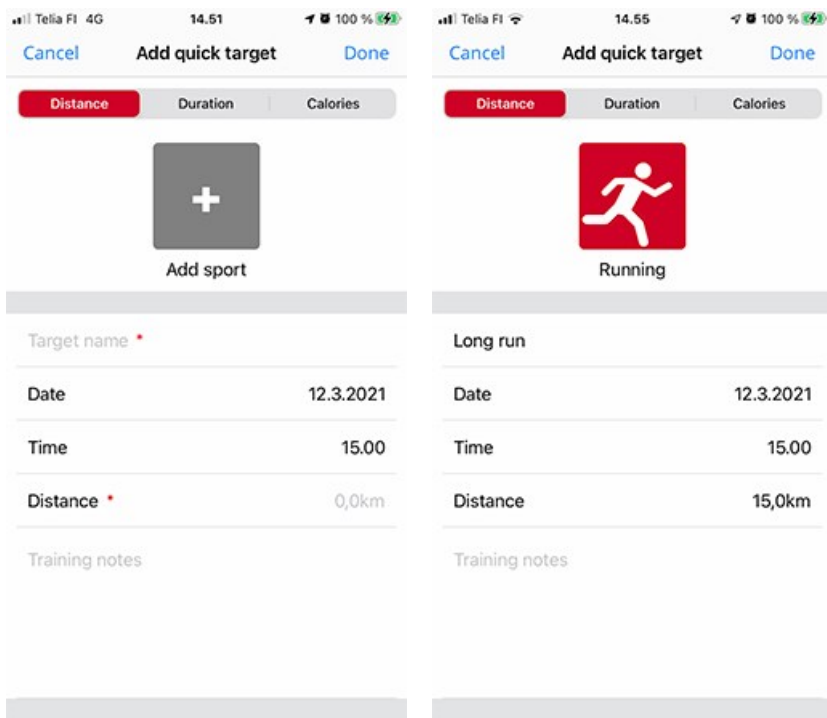 Telia FI 4G 14.51 100 %
Cancel Add quick target Done
Distance Duration Calories
+
Add sport
Target name *
Date 12.3.2021
Time 15.00
Distance * 0,0km
Training notes
Telia FI 14.55 100 %
Cancel Add quick target Done
Distance Duration Calories
Running
Long run
Date 12.3.2021
Time 15.00
Distance 15,0km
Training notes